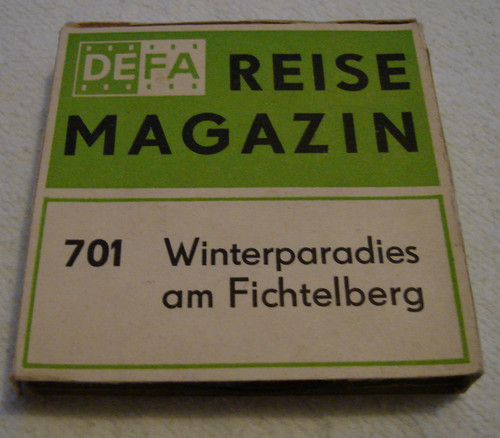 DEFA REISE
MAGAZIN
701 Winterparadies
am Fichtelberg